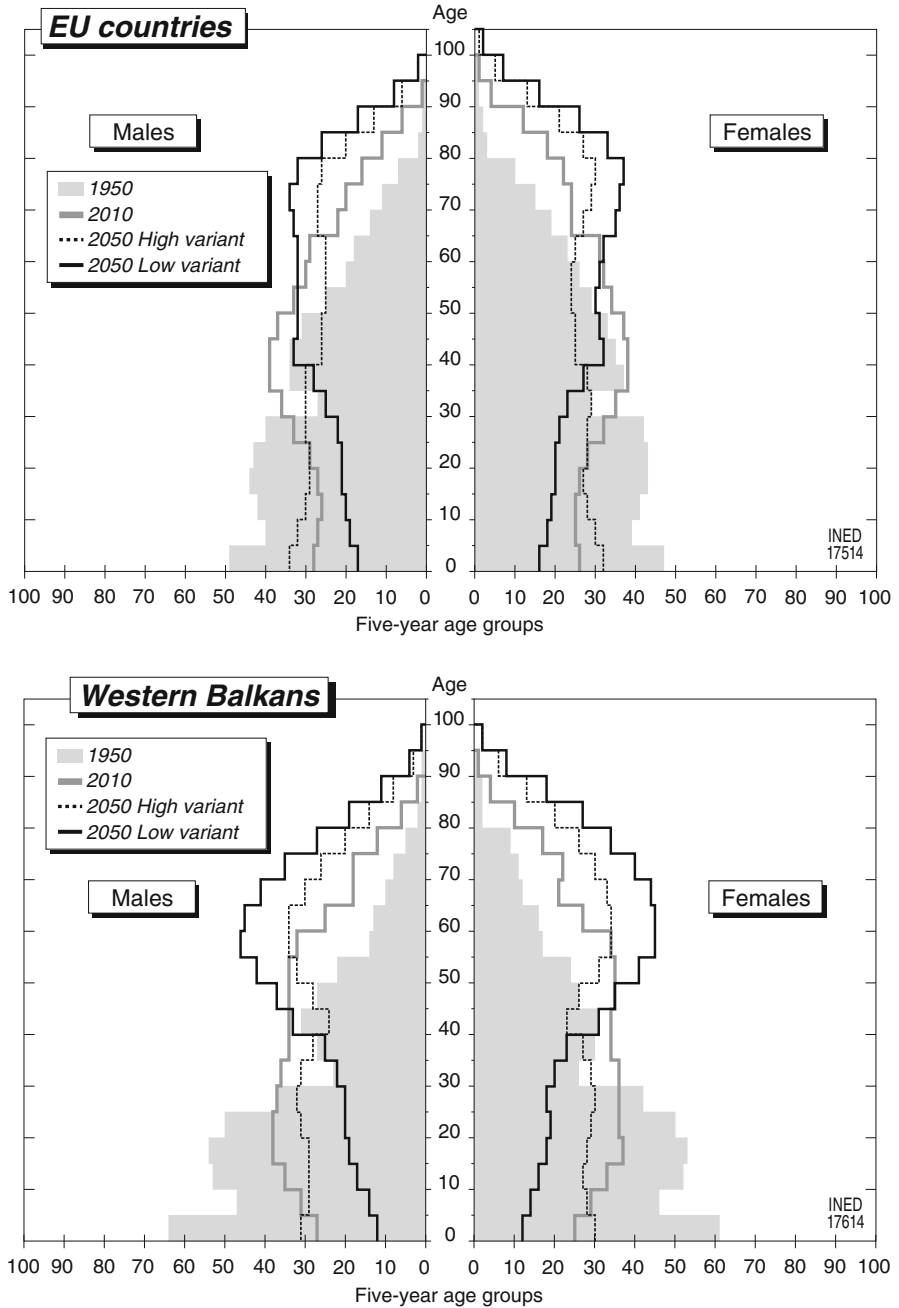 Age
EU countries
100
90
Males
Females
80
1950
2010
2050 High variant
2050 Low variant
70
60
50
40
30
20
10
0
INED
17514
100 90 80 70 60 50 40 30 20 10 0
0 10 20 30 40 50 60 70 80 90 100
Five-year age groups
Age
Western Balkans
100
1950
2010
2050 High variant
2050 Low variant
90
80
70
Males
Females
60
50
40
30
20
10
0
INED
17614
100 90 80 70 60 50 40 30 20 10 0
0 10 20 30 40 50 60 70 80 90 100
Five-year age groups